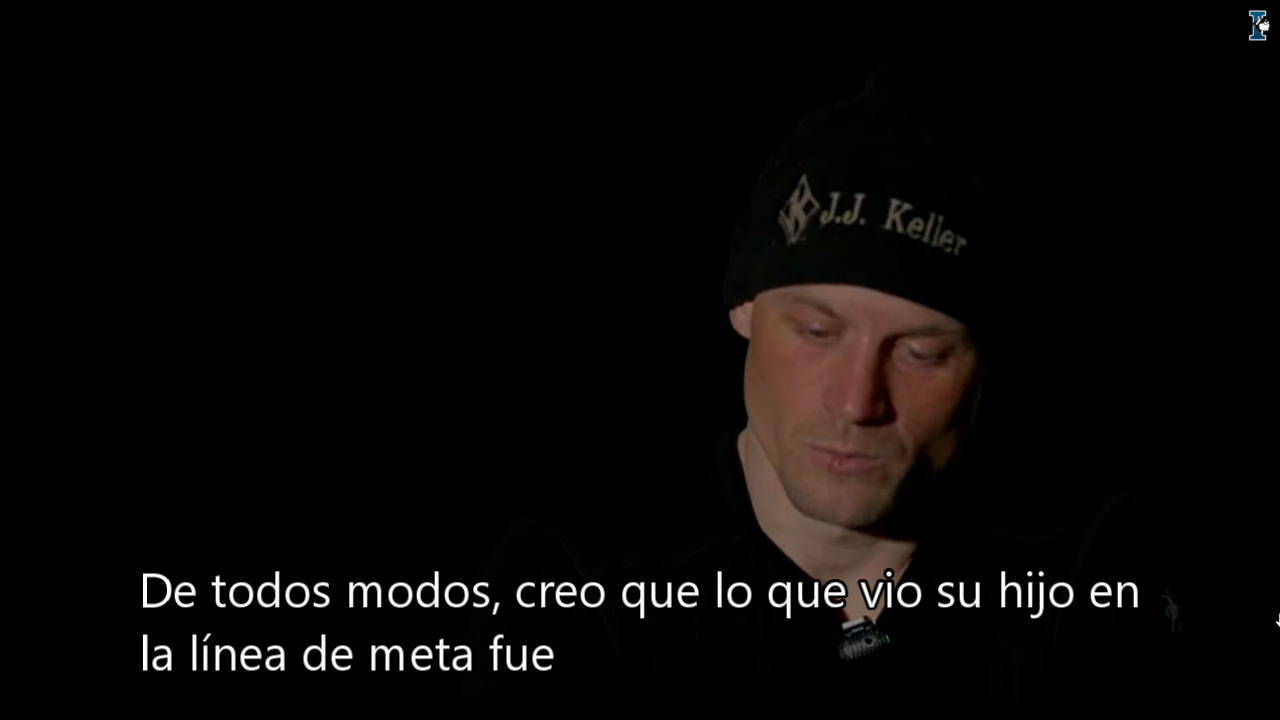 J.J. Keller
De todos modos, creo que lo que vio su hijo en
la línea de meta fue